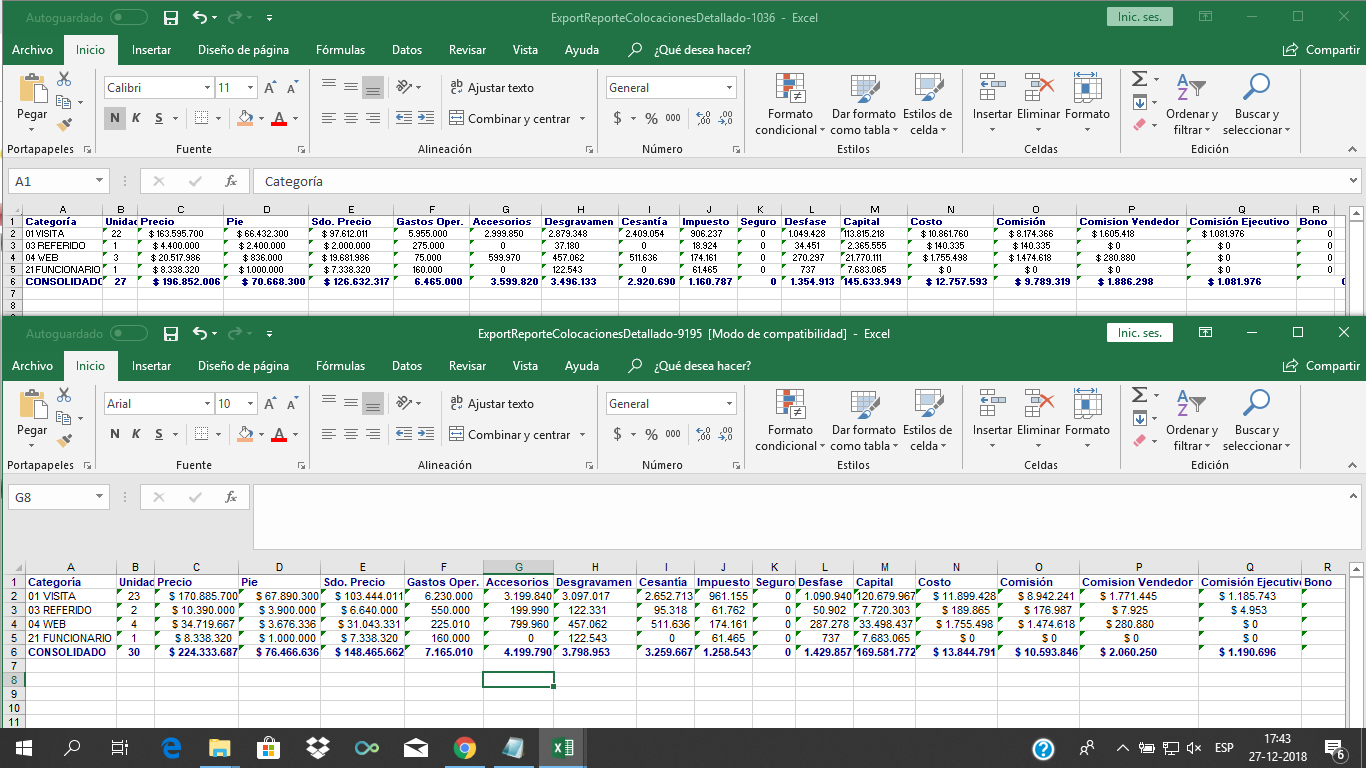 Autoguardado ExportReporteColocacionesDetallado-1036 - Excel Inic. ses.
Archivo Inicio Insertar Diseño de página Fórmulas Datos Revisar Vista Ayuda ¿Qué desea hacer? Compartir
Pegar Calibri 11 Ajustar texto General Formato condicional Dar formato como tabla Estilos de celda Insertar Eliminar Formato Ordenar y filtrar Buscar y seleccionar
N K S Combinar y centrar $ % 000
Portapapeles Fuente Alineación Número Estilos Celdas Edición
A1 fx Categoría
A B C D E F G H I J K L M N O P Q R
1 Categoría Unidac Precio Pie Sdo. Precio Gastos Oper. Accesorios Desgravamen Cesantía Impuesto Seguro Desfase Capital Costo Comisión Comision Vendedor Comisión Ejecutivo Bono
2 01 VISITA 22 $ 163.595.700 $ 66.432.300 $ 97.612.011 5.955.000 2.999.850 2.879.348 2.409.054 906.237 0 1.049.428 113.815.218 $ 10.861.760 $ 8.174.366 $ 1.605.418 $ 1.081.976 0
3 03 REFERIDO 1 $ 4.400.000 $ 2.400.000 $ 2.000.000 275.000 0 37.180 0 18.924 0 34.451 2.365.555 $ 140.335 $ 140.335 $ 0 $ 0 0
4 04 WEB 3 $ 20.517.986 $ 836.000 $ 19.681.986 75.000 599.970 457.062 511.636 174.161 0 270.297 21.770.111 $ 1.755.498 $ 1.474.618 $ 280.880 $ 0 0
5 21 FUNCIONARIO 1 $ 8.338.320 $ 1.000.000 $ 7.338.320 160.000 0 122.543 0 61.465 0 737 7.683.065 $ 0 $ 0 $ 0 $ 0 0
6 CONSOLIDADO 27 $ 196.852.006 $ 70.668.300 $ 126.632.317 6.465.000 3.599.820 3.496.133 2.920.690 1.160.787 0 1.354.913 145.633.949 $ 12.757.593 $ 9.789.319 $ 1.886.298 $ 1.081.976 0
7
8
Autoguardado ExportReporteColocacionesDetallado-9195 [Modo de compatibilidad] - Excel Inic. ses.
Archivo Inicio Insertar Diseño de página Fórmulas Datos Revisar Vista Ayuda ¿Qué desea hacer? Compartir
Pegar Arial 10 Ajustar texto General Formato condicional Dar formato como tabla Estilos de celda Insertar Eliminar Formato Ordenar y filtrar Buscar y seleccionar
N K S Combinar y centrar $ % 000
Portapapeles Fuente Alineación Número Estilos Celdas Edición
G8 fx
A B C D E F G H I J K L M N O P Q R
1 Categoría Unidac Precio Pie Sdo. Precio Gastos Oper. Accesorios Desgravamen Cesantía Impuesto Seguro Desfase Capital Costo Comisión Comision Vendedor Comisión Ejecutiv Bono
2 01 VISITA 23 $ 170.885.700 $ 67.890.300 $ 103.444.011 6.230.000 3.199.840 3.097.017 2.652.713 961.155 0 1.090.940 120.679.967 $ 11.899.428 $ 8.942.241 $ 1.771.445 $ 1.185.743
3 03 REFERIDO 2 $ 10.390.000 $ 3.900.000 $ 6.640.000 550.000 199.990 122.331 95.318 61.762 0 50.902 7.720.303 $ 189.865 $ 176.987 $ 7.925 $ 4.953
4 04 WEB 4 $ 34.719.667 $ 3.676.336 $ 31.043.331 225.010 799.960 457.062 511.636 174.161 0 287.278 33.498.437 $ 1.755.498 $ 1.474.618 $ 280.880 $ 0
5 21 FUNCIONARIO 1 $ 8.338.320 $ 1.000.000 $ 7.338.320 160.000 0 122.543 0 61.465 0 737 7.683.065 $ 0 $ 0 $ 0 $ 0
6 CONSOLIDADO 30 $ 224.333.687 $ 76.466.636 $ 148.465.662 7.165.010 4.199.790 3.798.953 3.259.667 1.258.543 0 1.429.857 169.581.772 $ 13.844.791 $ 10.593.846 $ 2.060.250 $ 1.190.696
7
8
9
10
11
ESP 17:43
27-12-2018 6